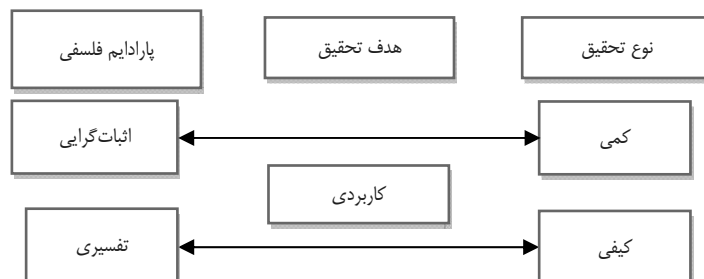 نوع تحقیق
هدف تحقیق
پارادایم فلسفی
کمی
اثبات‌گرایی
کاربردی
کیفی
تفسیری